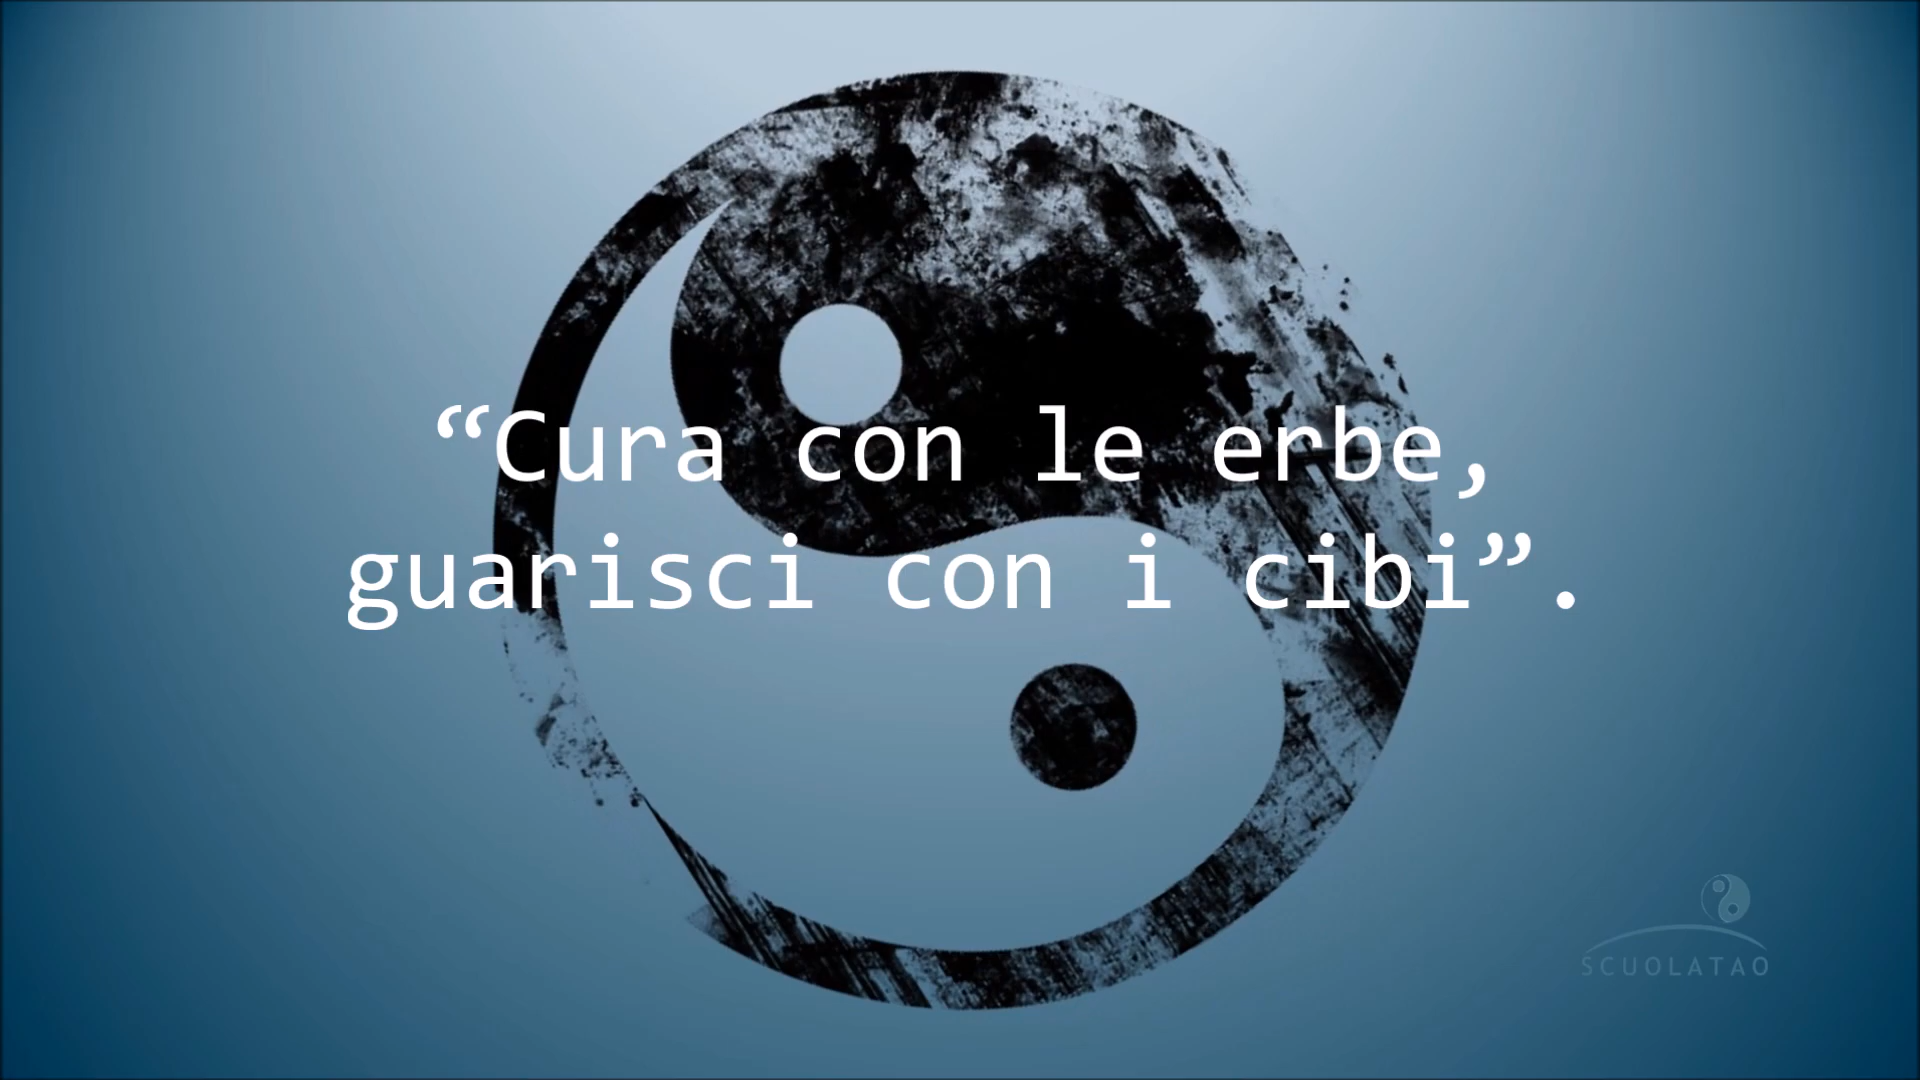 “Cura con le erbe,
guarisci con i cibi”.
SCUOLATAO